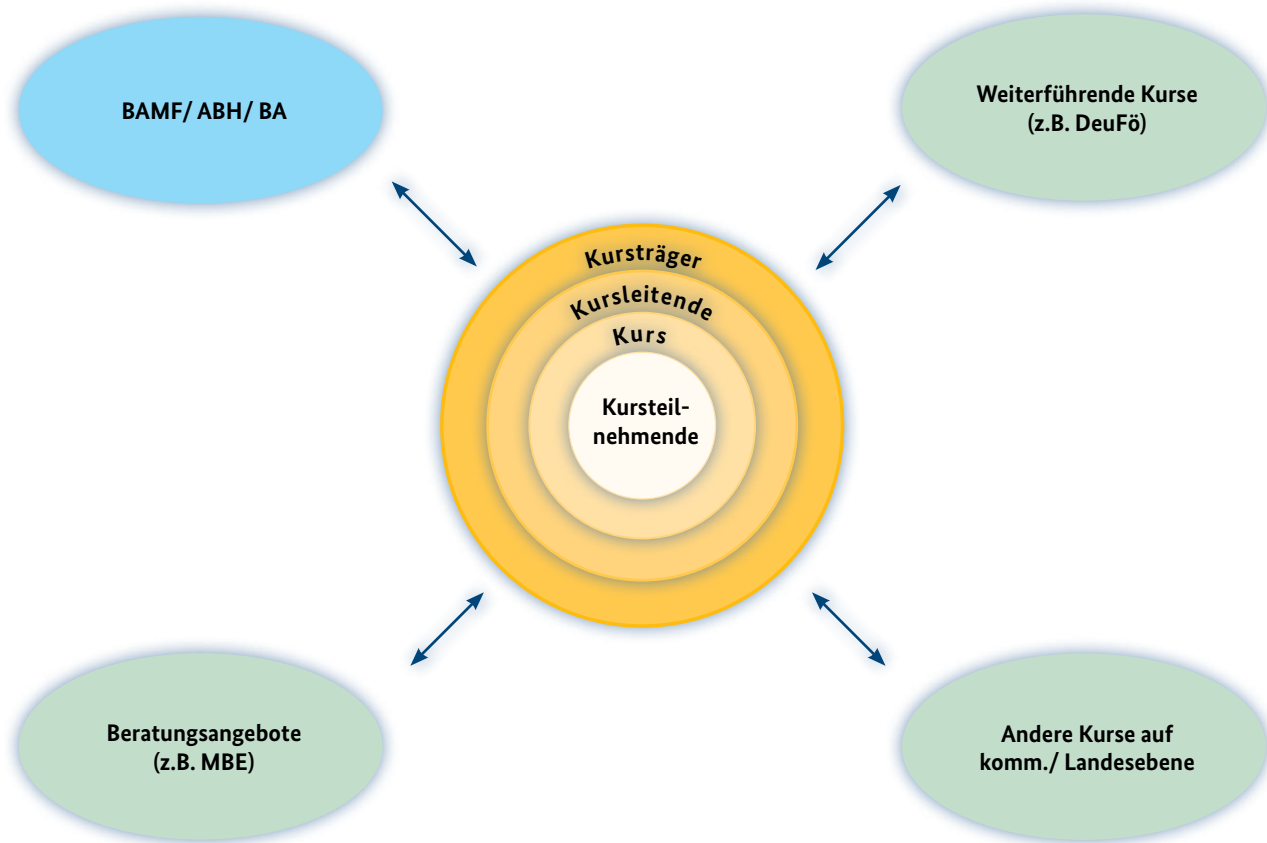 BAMF/ ABH/ BA
Weiterführende Kurse
(z.B. DeuFö)
Kursträger
Kursleitende
Kurs
Kursteil-
nehmende
Beratungsangebote
(z.B. MBE)
Andere Kurse auf
komm./ Landesebene